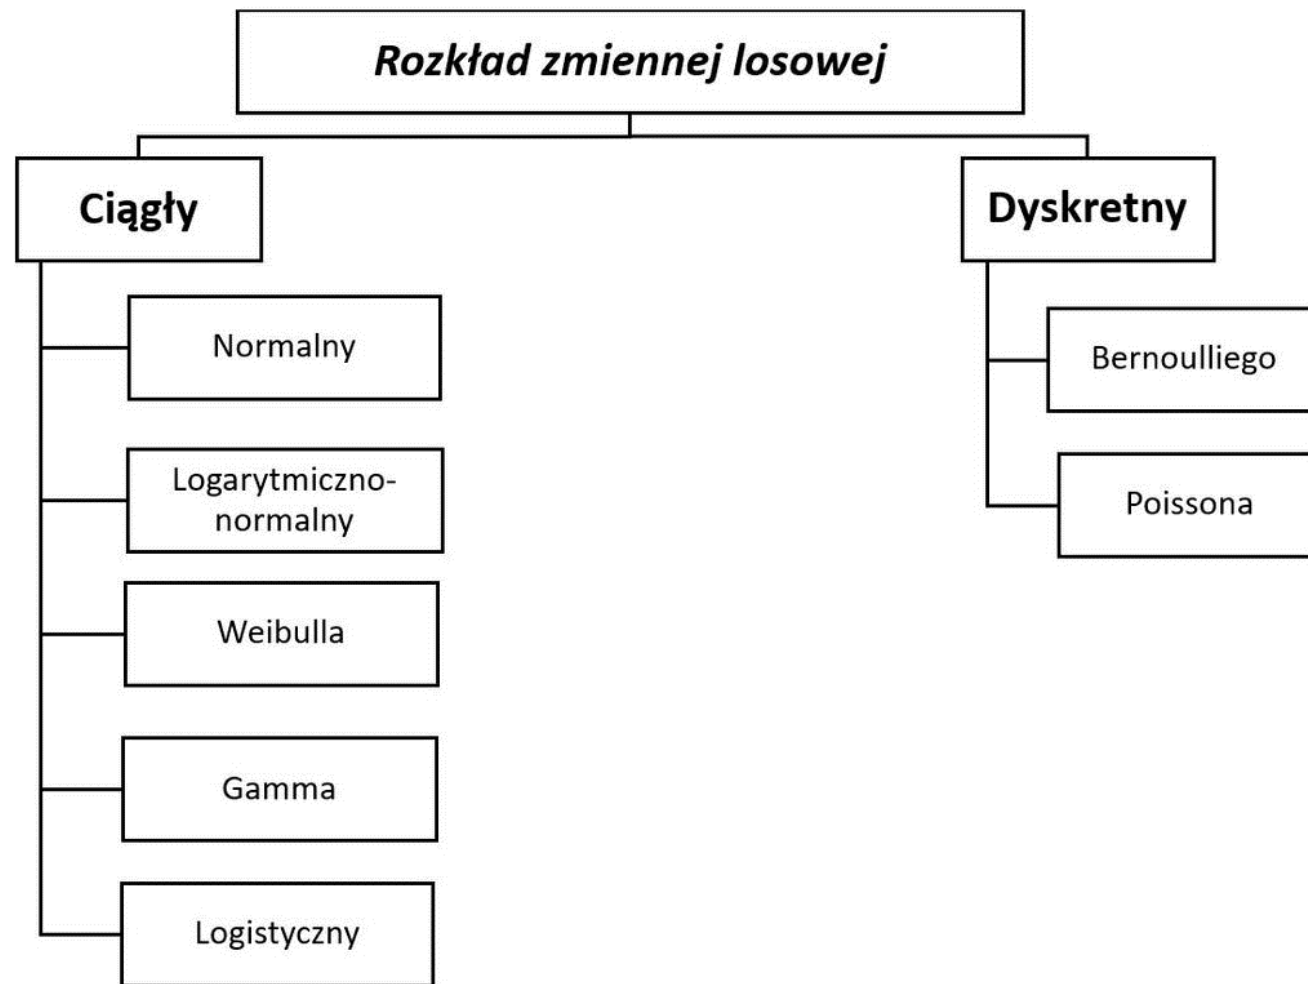 Rozkład zmiennej losowej
Ciągły
Normalny
Logarytmiczno-
normalny
Weibulla
Gamma
Logistyczny
Dyskretny
Bernoulliego
Poissona